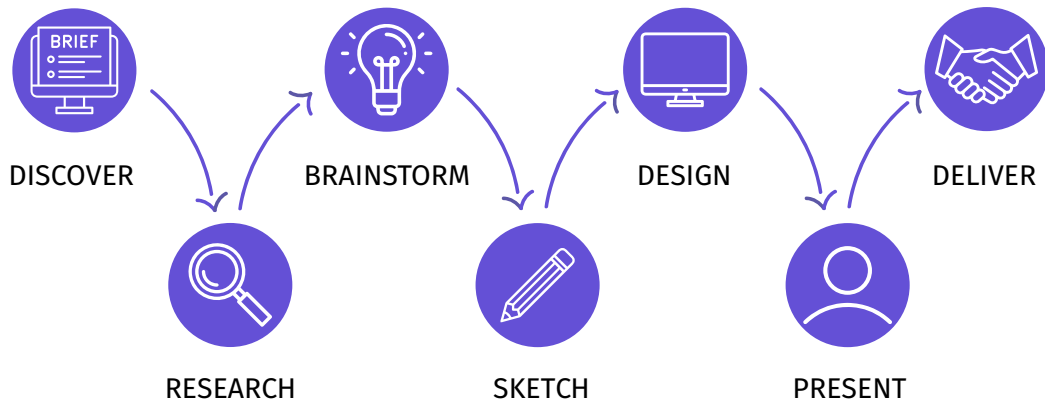 BRIEF
DISCOVER
RESEARCH
BRAINSTORM
SKETCH
DESIGN
PRESENT
DELIVER